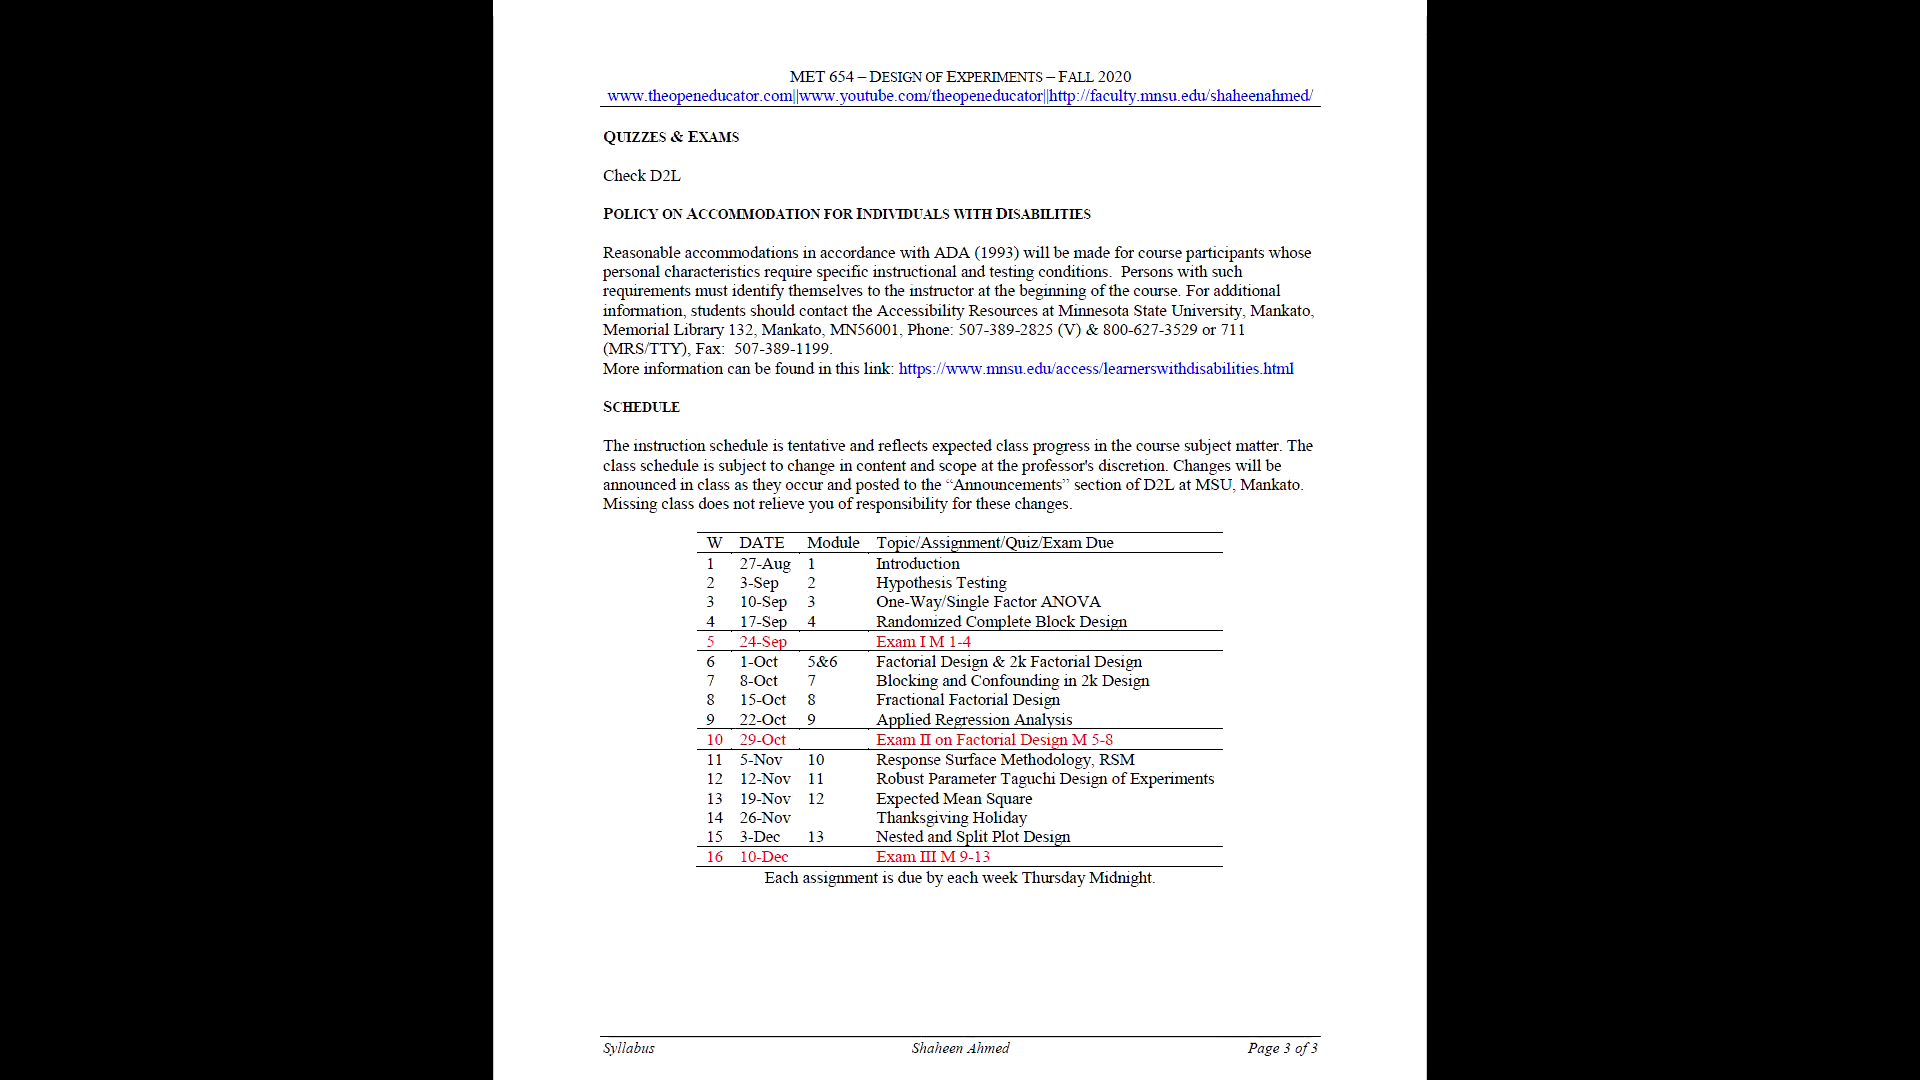 MET 654 – DESIGN OF EXPERIMENTS – FALL 2020
www.theopeneducator.com||www.youtube.com/theopeneducator||http://faculty.mnsu.edu/shaheenahmed/
QUIZZES & EXAMS
Check D2L
POLICY ON ACCOMMODATION FOR INDIVIDUALS WITH DISABILITIES
Reasonable accommodations in accordance with ADA (1993) will be made for course participants whose
personal characteristics require specific instructional and testing conditions.  Persons with such
requirements must identify themselves to the instructor at the beginning of the course. For additional
information, students should contact the Accessibility Resources at Minnesota State University, Mankato,
Memorial Library 132, Mankato, MN56001, Phone: 507-389-2825 (V) & 800-627-3529 or 711
(MRS/TTY), Fax:  507-389-1199.
More information can be found in this link: https://www.mnsu.edu/access/learnerswithdisabilities.html
SCHEDULE
The instruction schedule is tentative and reflects expected class progress in the course subject matter. The
class schedule is subject to change in content and scope at the professor's discretion. Changes will be
announced in class as they occur and posted to the “Announcements” section of D2L at MSU, Mankato.
Missing class does not relieve you of responsibility for these changes.
W DATE Module Topic/Assignment/Quiz/Exam Due
1 27-Aug 1 Introduction
2 3-Sep 2 Hypothesis Testing
3 10-Sep 3 One-Way/Single Factor ANOVA
4 17-Sep 4 Randomized Complete Block Design
5 24-Sep Exam I M 1-4
6 1-Oct 5&6 Factorial Design & 2k Factorial Design
7 8-Oct 7 Blocking and Confounding in 2k Design
8 15-Oct 8 Fractional Factorial Design
9 22-Oct 9 Applied Regression Analysis
10 29-Oct Exam II on Factorial Design M 5-8
11 5-Nov 10 Response Surface Methodology, RSM
12 12-Nov 11 Robust Parameter Taguchi Design of Experiments
13 19-Nov 12 Expected Mean Square
14 26-Nov Thanksgiving Holiday
15 3-Dec 13 Nested and Split Plot Design
16 10-Dec Exam III M 9-13
Each assignment is due by each week Thursday Midnight.
Syllabus Shaheen Ahmed Page 3 of 3